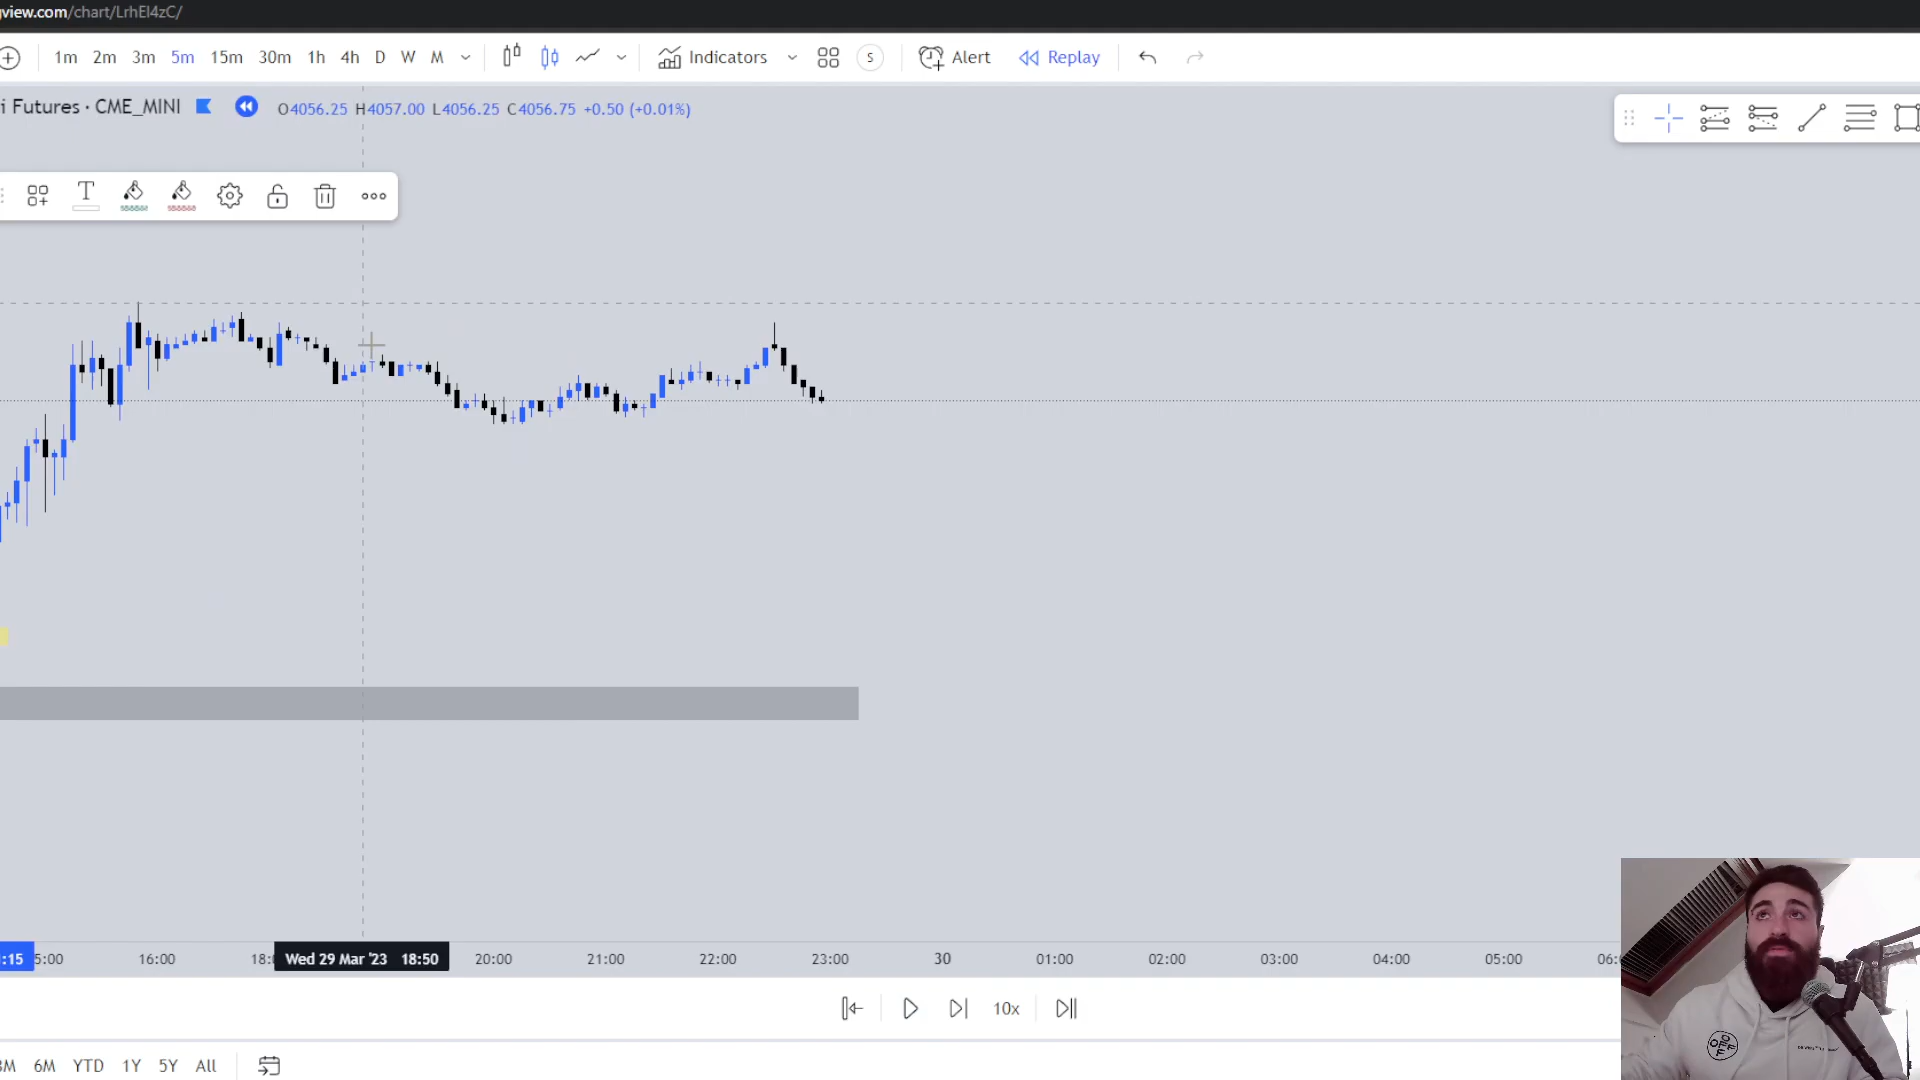 view.com/chart/LrhEl4zC/
1m 2m 3m 5m 15m 30m 1h 4h D W M Indicators S Alert Replay
i Futures · CME_MINI O4056.25 H4057.00 L4056.25 C4056.75 +0.50 (+0.01%)
T
:15 5:00 16:00 18: Wed 29 Mar '23 18:50 20:00 21:00 22:00 23:00 30 01:00 02:00 03:00 04:00 05:00 06:
10x
3M 6M YTD 1Y 5Y All
OFF